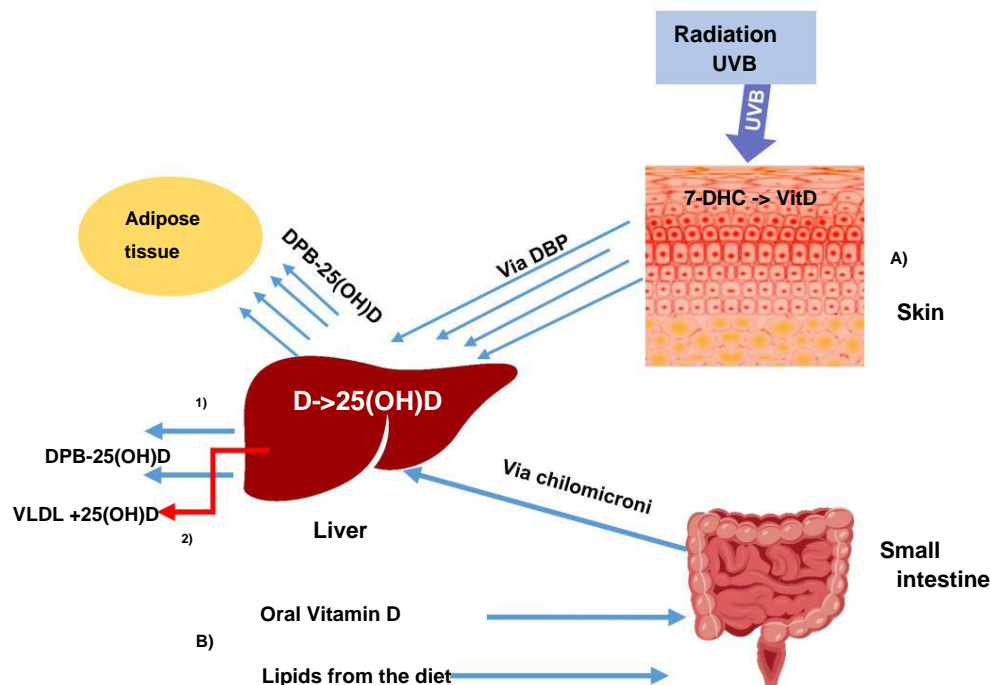 Radiation
UVB
UVB
7-DHC -> VitD
A)
Skin
Adipose
tissue
DPB-25(OH)D
Via DBP
D->25(OH)D
1)
DPB-25(OH)D
VLDL +25(OH)D
2)
Liver
Via chilomicroni
Small
intestine
Oral Vitamin D
B)
Lipids from the diet